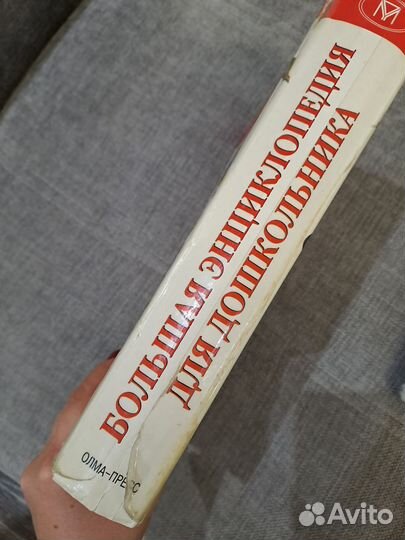 БОЛЬШАЯ ЭНЦИКЛОПЕДИЯ
ДЛЯ ДОШКОЛЬНИКА
ОЛМА-ПРЕСС
Avito